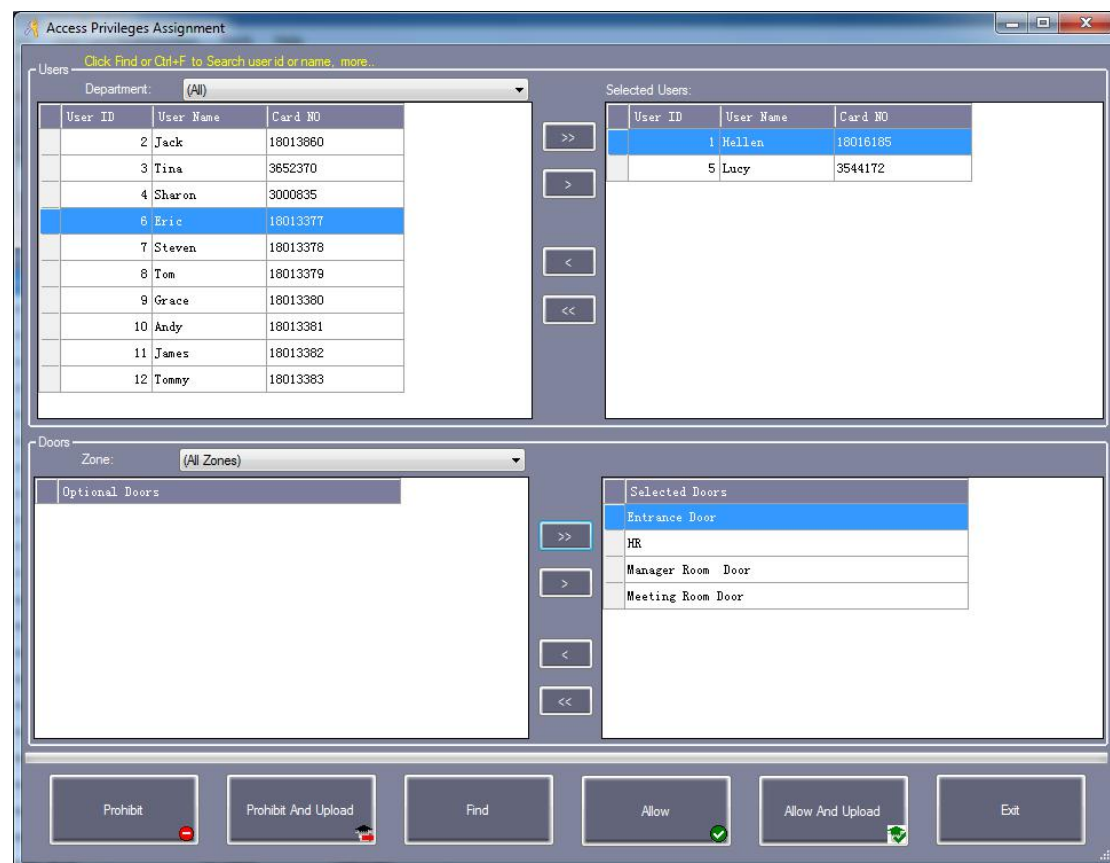 Access Privileges Assignment
Users Click Find or Ctrl+F to Search user id or name, more..
Department: (All)
Selected Users:
User ID User Name Card NO
2 Jack 18013860
3 Tina 3652370
4 Sharon 3000835
6 Eric 18013377
7 Steven 18013378
8 Tom 18013379
9 Grace 18013380
10 Andy 18013381
11 James 18013382
12 Tommy 18013383
>>
>
<
<<
User ID User Name Card NO
1 Hellen 18016185
5 Lucy 3544172
Doors
Zone: (All Zones)
Optional Doors
>>
>
<
<<
Selected Doors
Entrance Door
HR
Manager Room  Door
Meeting Room Door
Prohibit
Prohibit And Upload
Find
Allow
Allow And Upload
Exit